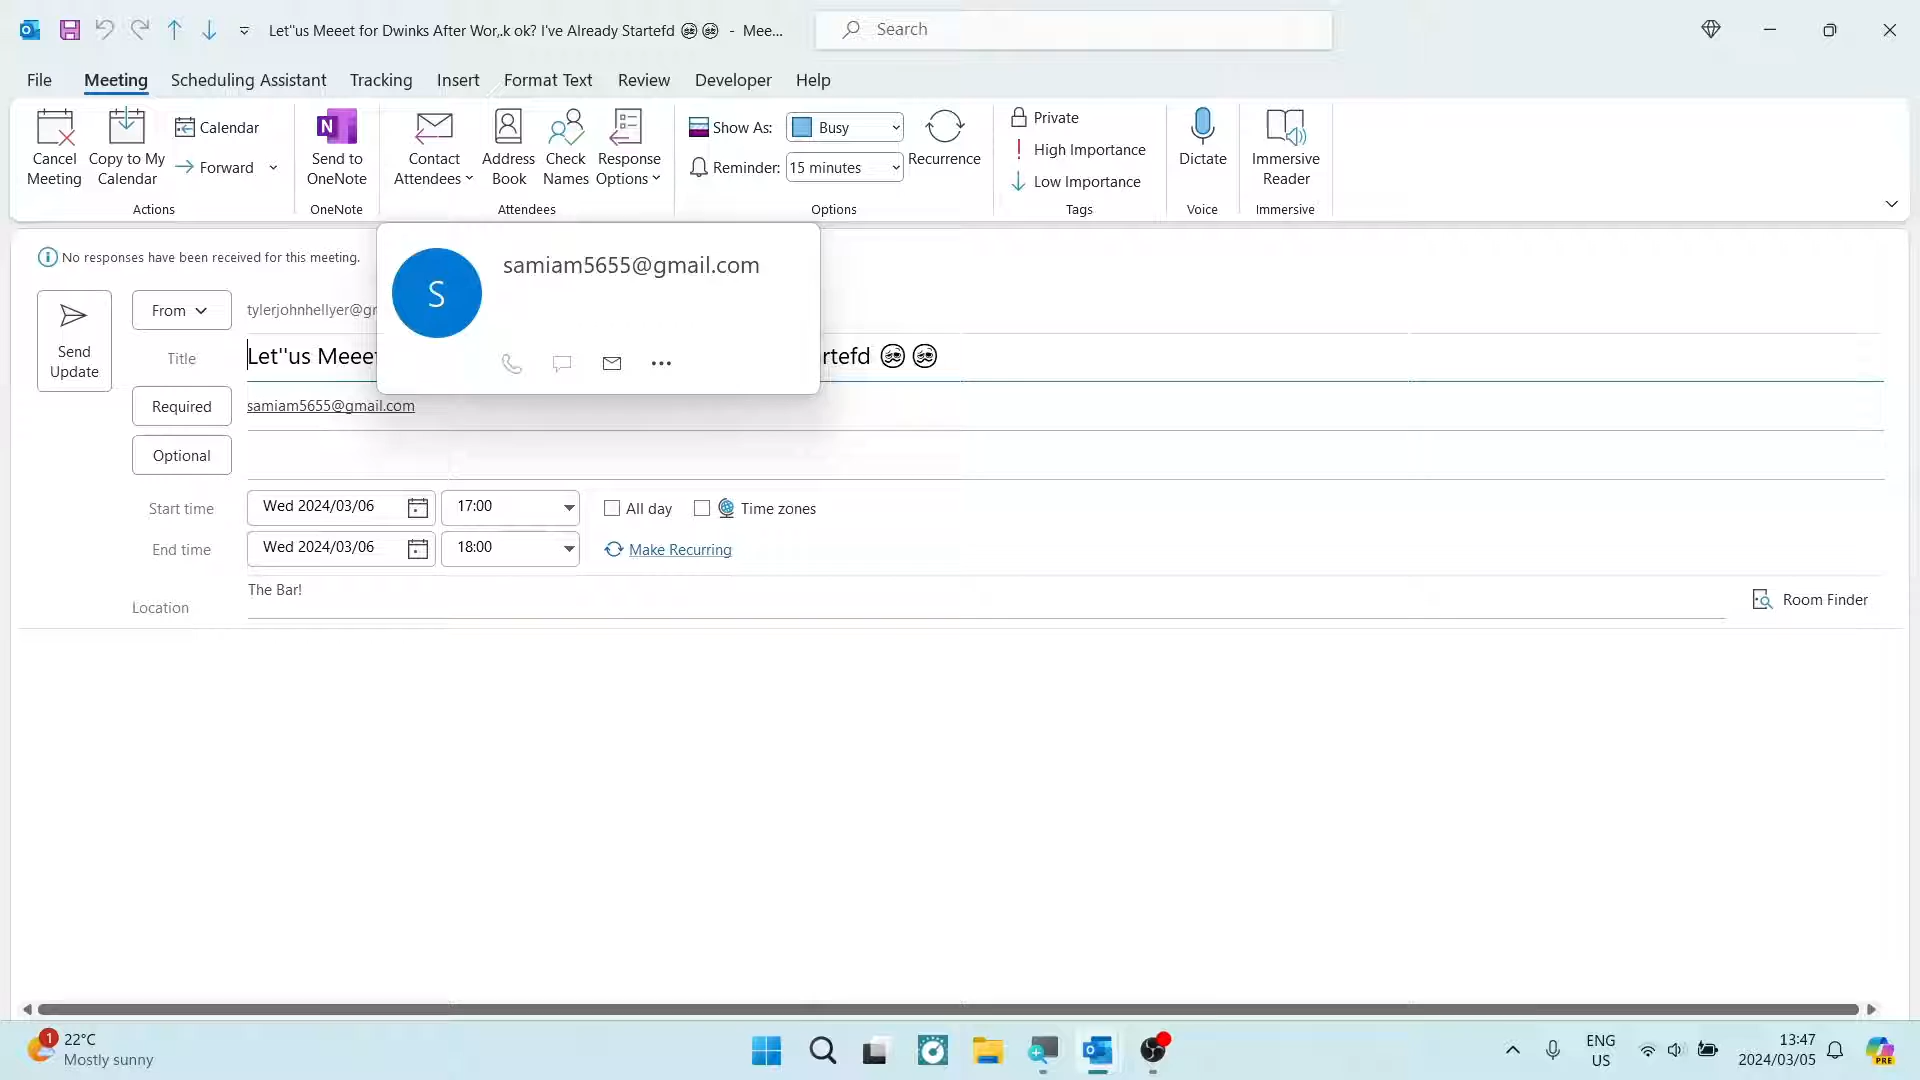 Let''us Meeet for Dwinks After Wor,.k ok? I've Already Startefd 😵 😵 - Mee...
Search
File Meeting Scheduling Assistant Tracking Insert Format Text Review Developer Help
Cancel Meeting
Copy to My Calendar
Calendar
Forward
Actions
Send to OneNote
OneNote
Contact Attendees
Address Book
Check Names
Response Options
Attendees
Show As: Busy
Reminder: 15 minutes
Recurrence
Options
Private
High Importance
Low Importance
Tags
Dictate
Voice
Immersive Reader
Immersive
No responses have been received for this meeting.
S
samiam5655@gmail.com
Send Update
From tylerjohnhellyer@gr
Title Let''us Meeet rtefd 😵 😵
Required samiam5655@gmail.com
Optional
Start time Wed 2024/03/06 17:00 All day Time zones
End time Wed 2024/03/06 18:00 Make Recurring
Location The Bar! Room Finder
1
22°C
Mostly sunny
ENG
US
13:47
2024/03/05
PRE